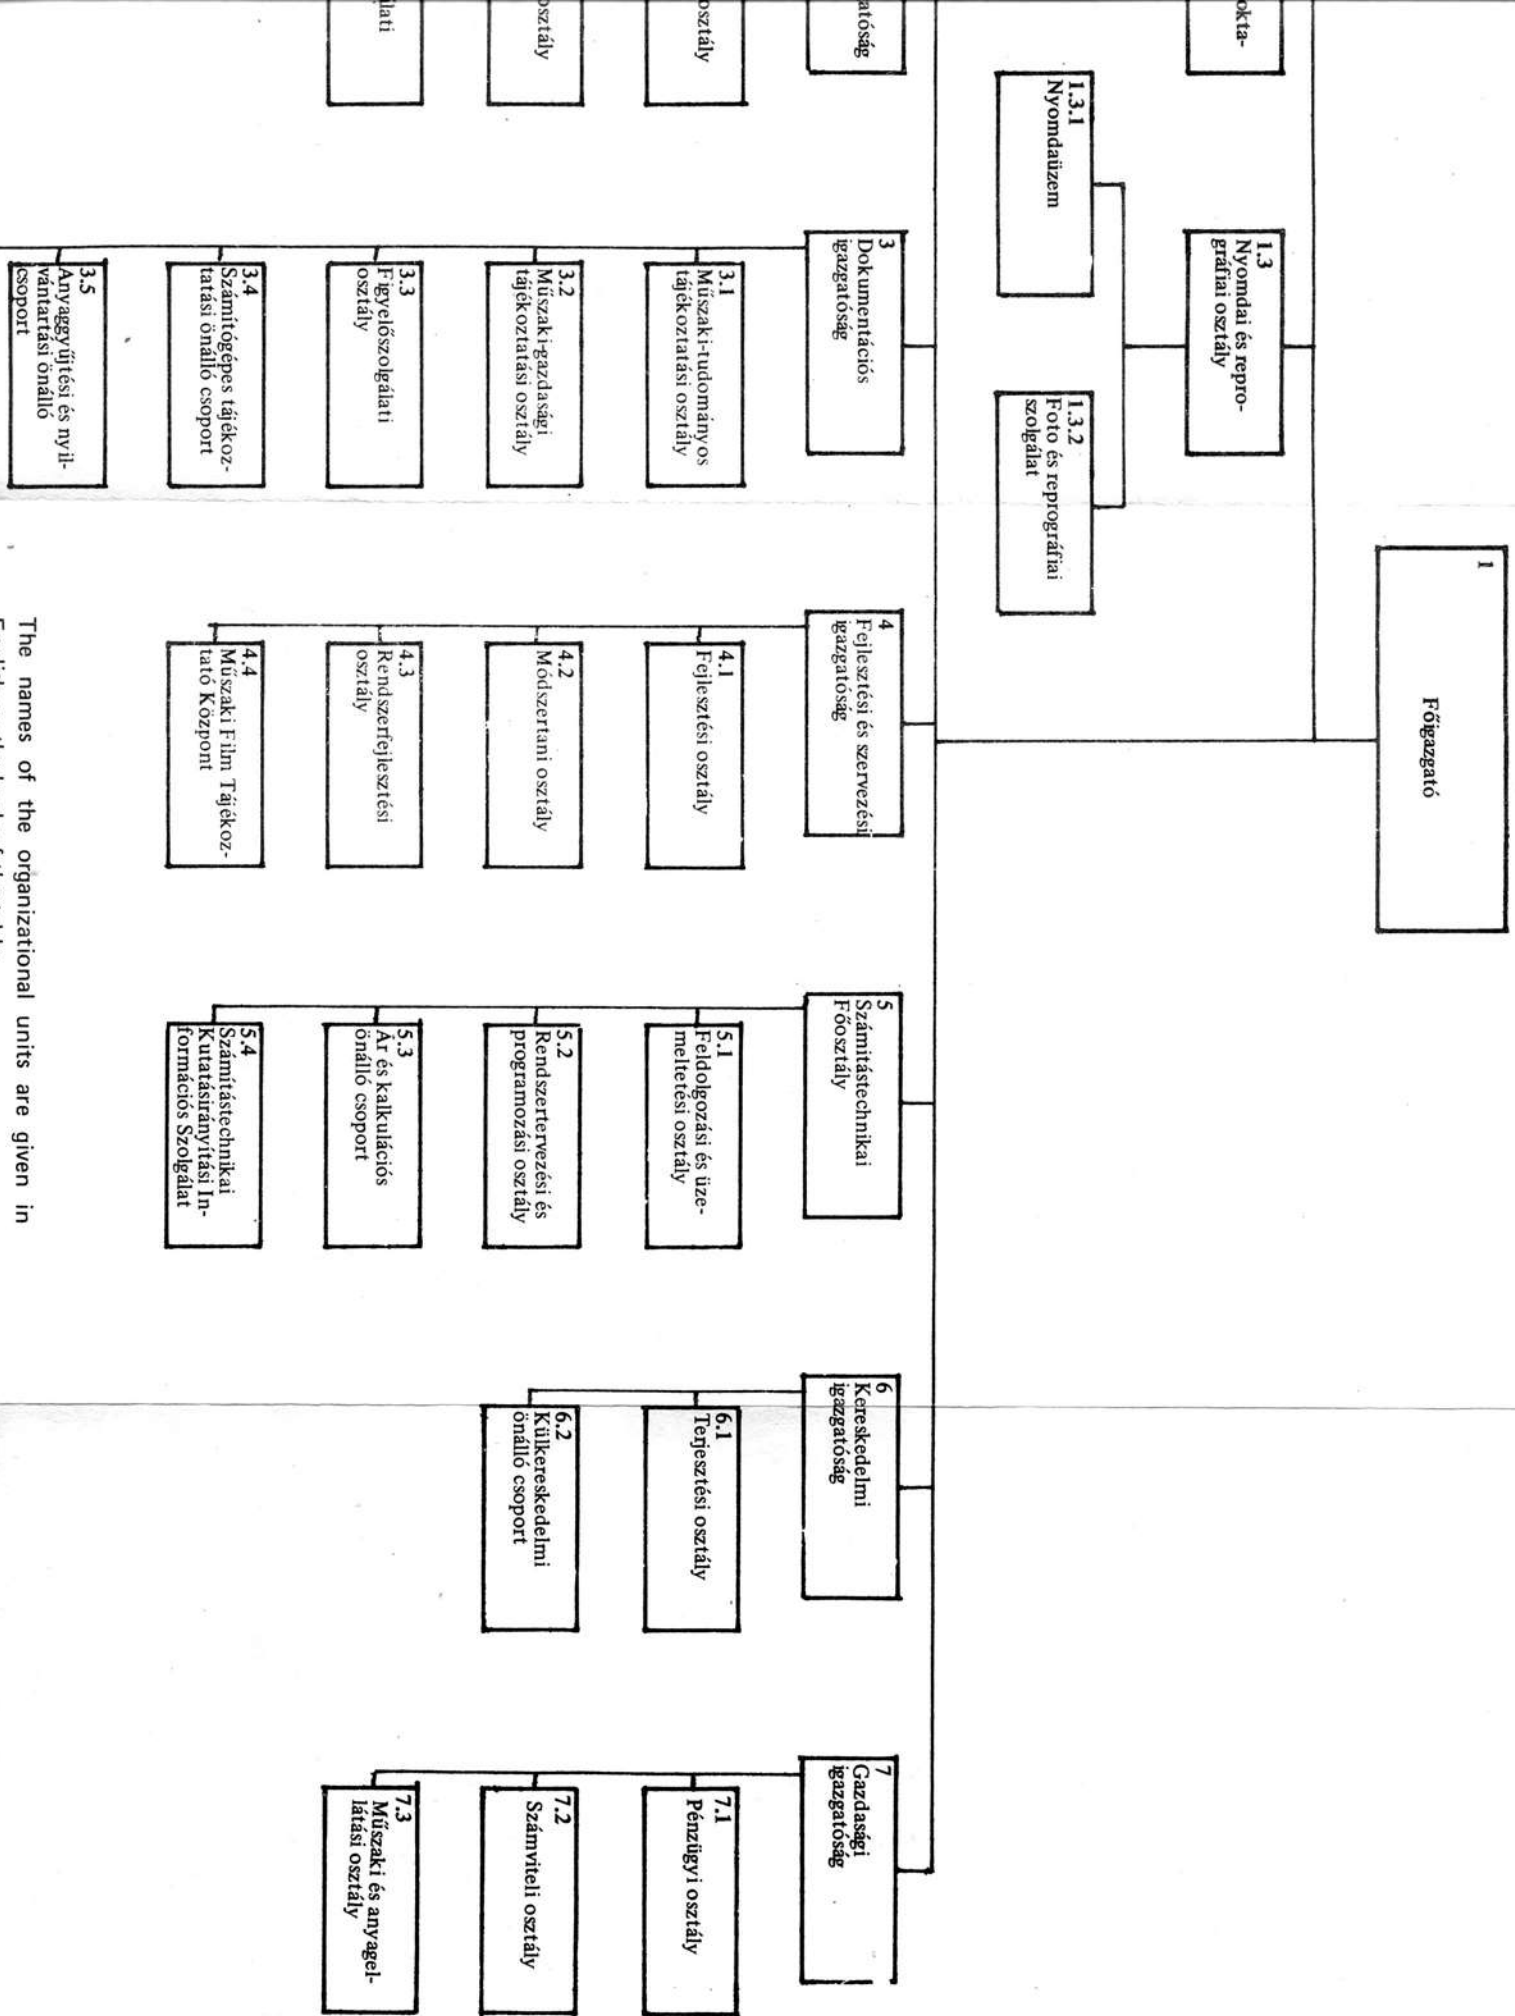 1
Főigazgató
okta-
1.3
Nyomdai és repro-
gráfiai osztály
1.3.1
Nyomdaüzem
1.3.2
Foto és reprográfiai
szolgálat
atóság
osztály
osztály
lati
3
Dokumentációs
igazgatóság
3.1
Műszaki-tudományos
tájékoztatási osztály
3.2
Műszaki-gazdasági
tájékoztatási osztály
3.3
Figyelőszolgálati
osztály
3.4
Számítógépes tájékoz-
tatási önálló csoport
3.5
Anyaggyűjtési és nyil-
vántartási önálló
csoport
4
Fejlesztési és szervezési
igazgatóság
4.1
Fejlesztési osztály
4.2
Módszertani osztály
4.3
Rendszerfejlesztési
osztály
4.4
Műszaki Film Tájékoz-
tató Központ
5
Számitástechnikai
Főosztály
5.1
Feldolgozási és üze-
meltetési osztály
5.2
Rendszertervezési és
programozási osztály
5.3
Ár és kalkulációs
önálló csoport
5.4
Számítástechnikai
Kutatásirányítási In-
formációs Szolgálat
6
Kereskedelmi
igazgatóság
6.1
Terjesztési osztály
6.2
Külkereskedelmi
önálló csoport
7
Gazdasági
igazgatóság
7.1
Pénzügyi osztály
7.2
Számviteli osztály
7.3
Műszaki és anyagel-
látási osztály
The names of the organizational units are given in